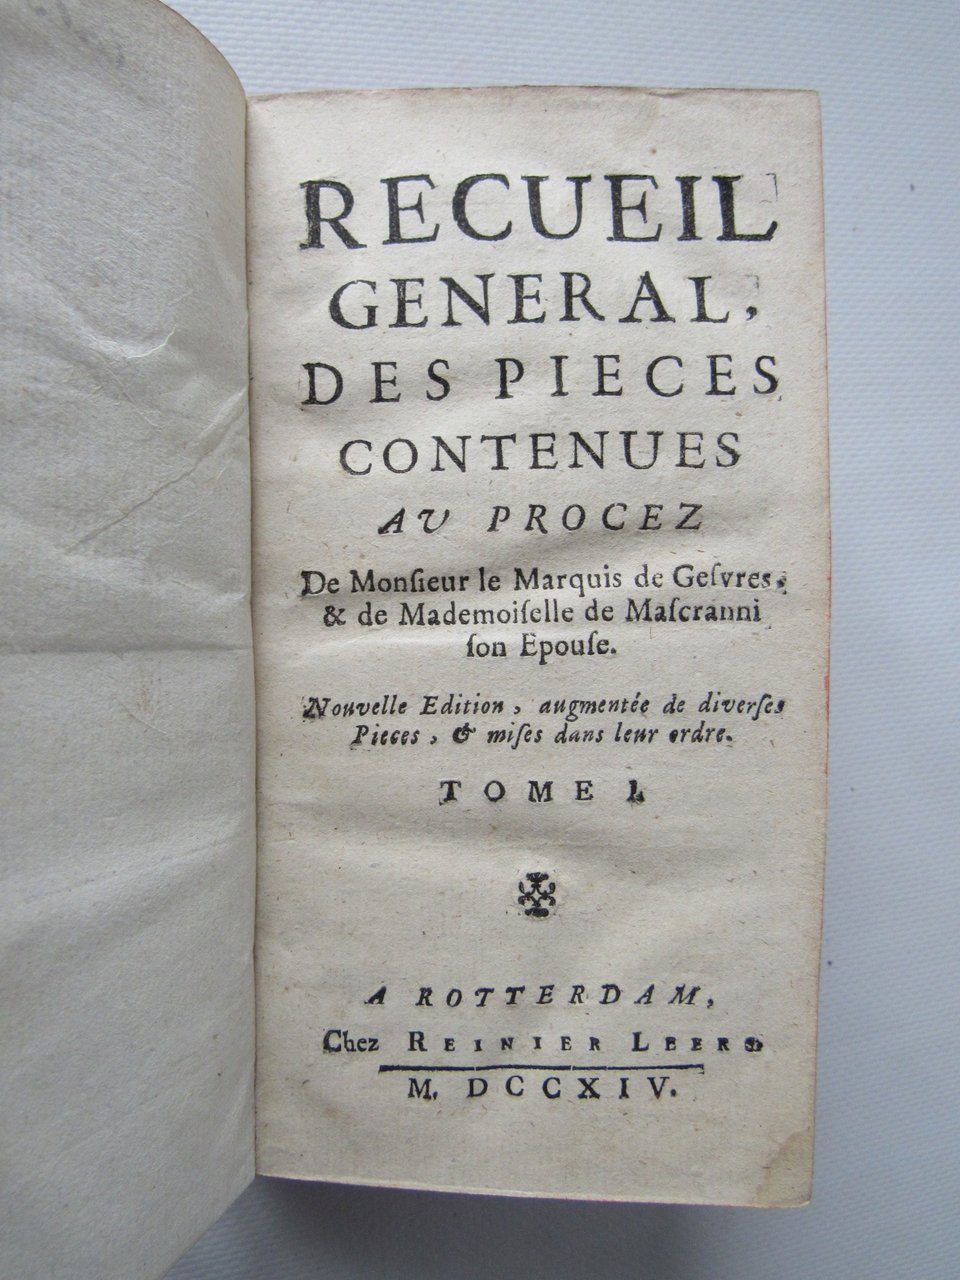 RECUEIL
GENERAL,
DES PIECES
CONTENUES
AU PROCEZ
De Monſieur le Marquis de Geſvres,
& de Mademoiſelle de Maſcranni
ſon Epouſe.
Nouvelle Edition, augmentée de diverſes
Pieces, & miſes dans leur ordre.
TOME I.
A ROTTERDAM,
Chez REINIER LEERS
M. DCCXIV.